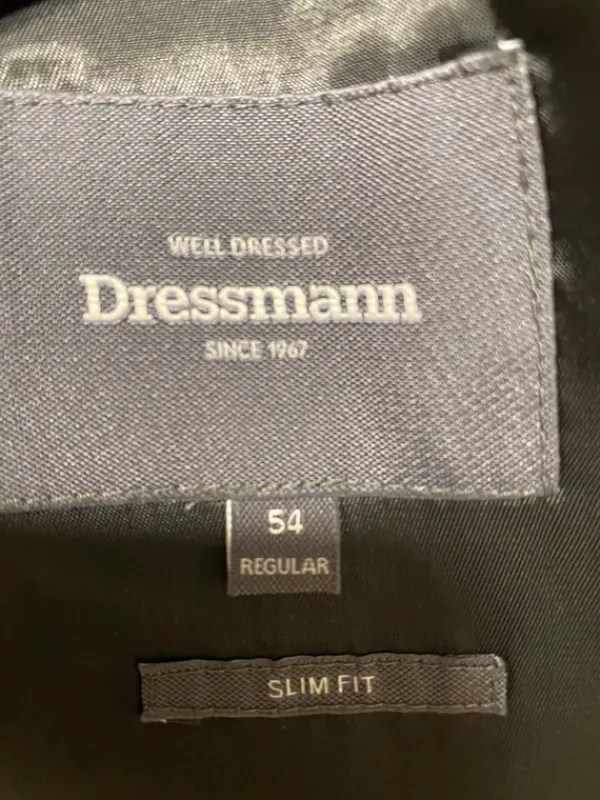 WELL DRESSED
Dressmann
SINCE 1967
54
REGULAR
SLIM FIT